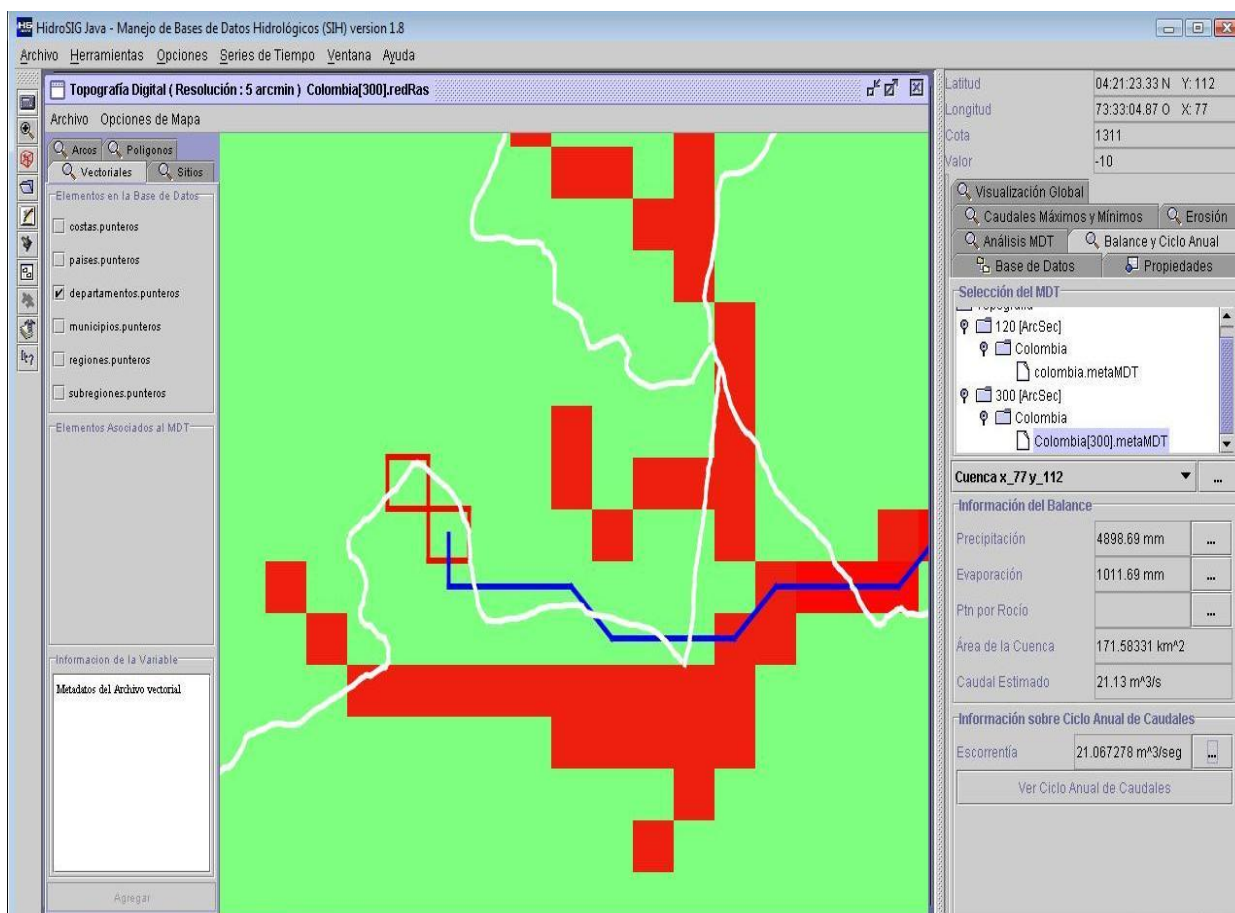 HidroSIG Java - Manejo de Bases de Datos Hidrológicos (SIH) version 1.8
Archivo Herramientas Opciones Series de Tiempo Ventana Ayuda
Topografía Digital ( Resolución : 5 arcmin ) Colombia[300].redRas
Archivo Opciones de Mapa
Arcos Poligonos
Vectoriales Sitios
Elementos en la Base de Datos
costas.punteros
paises.punteros
departamentos.punteros
municipios.punteros
regiones.punteros
subregiones.punteros
Elementos Asociados al MDT
Informacion de la Variable
Metadatos del Archivo vectorial
Agregar
Latitud 04:21:23.33 N Y: 112
Longitud 73:33:04.87 O X: 77
Cota 1311
Valor -10
Visualización Global
Caudales Máximos y Mínimos Erosión
Análisis MDT Balance y Ciclo Anual
Base de Datos Propiedades
Selección del MDT
Topografia
120 [ArcSec]
Colombia
colombia.metaMDT
300 [ArcSec]
Colombia
Colombia[300].metaMDT
Cuenca x_77 y_112 ...
Información del Balance
Precipitación 4898.69 mm ...
Evaporación 1011.69 mm ...
Ptn por Rocío ...
Área de la Cuenca 171.58331 km^2
Caudal Estimado 21.13 m^3/s
Información sobre Ciclo Anual de Caudales
Escorrentía 21.067278 m^3/seg ...
Ver Ciclo Anual de Caudales